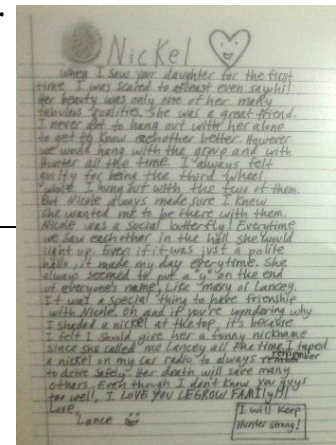 Nickel
When I saw your daughter for the first
time I was scared to atleast even say hi!
Her beauty was only one of her many
fabulous qualities. She was a great friend.
I never got to hang out with her alone
to get to know eachother better. However
we would hang with the group and with
Hunter all the time. I always felt
guilty for being the third wheel
while I hung out with the two of them.
But Nicole always made sure I knew
she wanted me to be there with them.
Nicole was a social butterfly! Everytime
we saw eachother in the hall she would
light up. Even if it was just a polite
hello, it made my day everytime. She
always seemed to put a "y" on the end
of everyone's name, Like mary or Lancey.
It was a special thing to have frienship
with Nicole. Oh and if you're wondering why
I shaded a nickel at the top, it's because
I felt I should give her a funny nickname
since she called me Lancey all the time. I taped
a nickel on my car radio to always remember
to drive safely. Her death will save many
others. Even though I don't know you guys
too well, I LOVE YOU LEGROW FAMILY!!!
Love,
Lance
I will keep
Hunter strong!